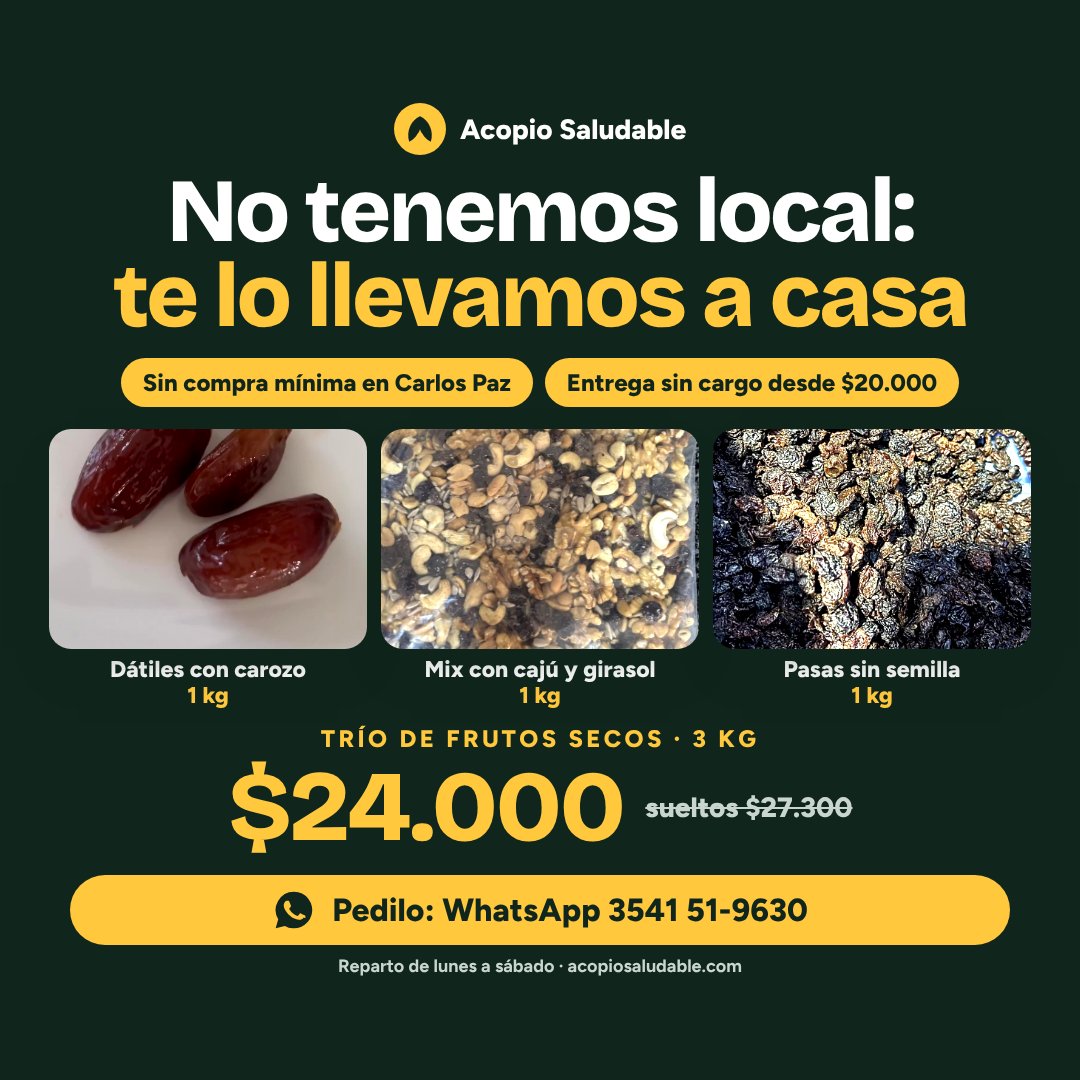 Acopio Saludable
No tenemos local:
te lo llevamos a casa
Sin compra mínima en Carlos Paz
Entrega sin cargo desde $20.000
Dátiles con carozo
1 kg
Mix con cajú y girasol
1 kg
Pasas sin semilla
1 kg
TRÍO DE FRUTOS SECOS · 3 KG
$24.000 sueltos $27.300
Pedilo: WhatsApp 3541 51-9630
Reparto de lunes a sábado · acopiosaludable.com